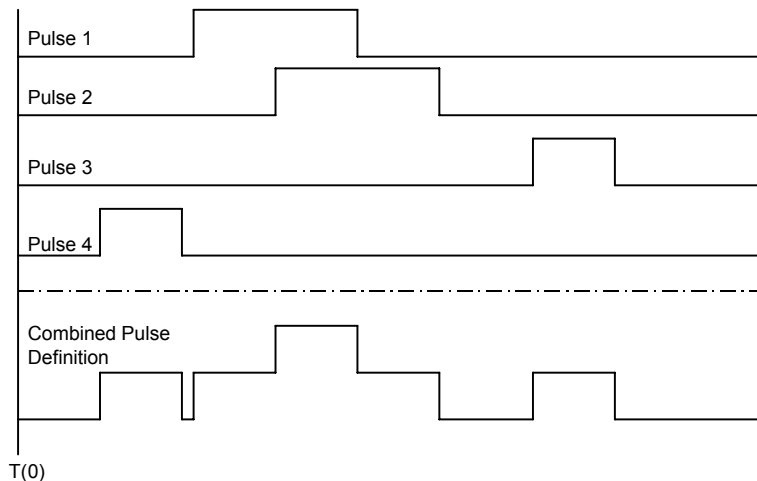 Pulse 1
Pulse 2
Pulse 3
Pulse 4
Combined Pulse
Definition
T(0)